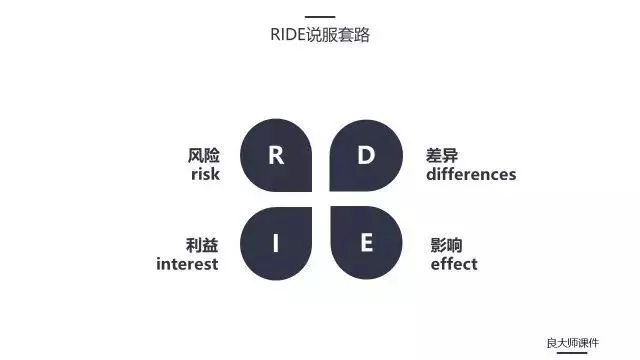 RIDE说服套路
风险
risk
R
D
差异
differences
利益
interest
I
E
影响
effect
良大师课件